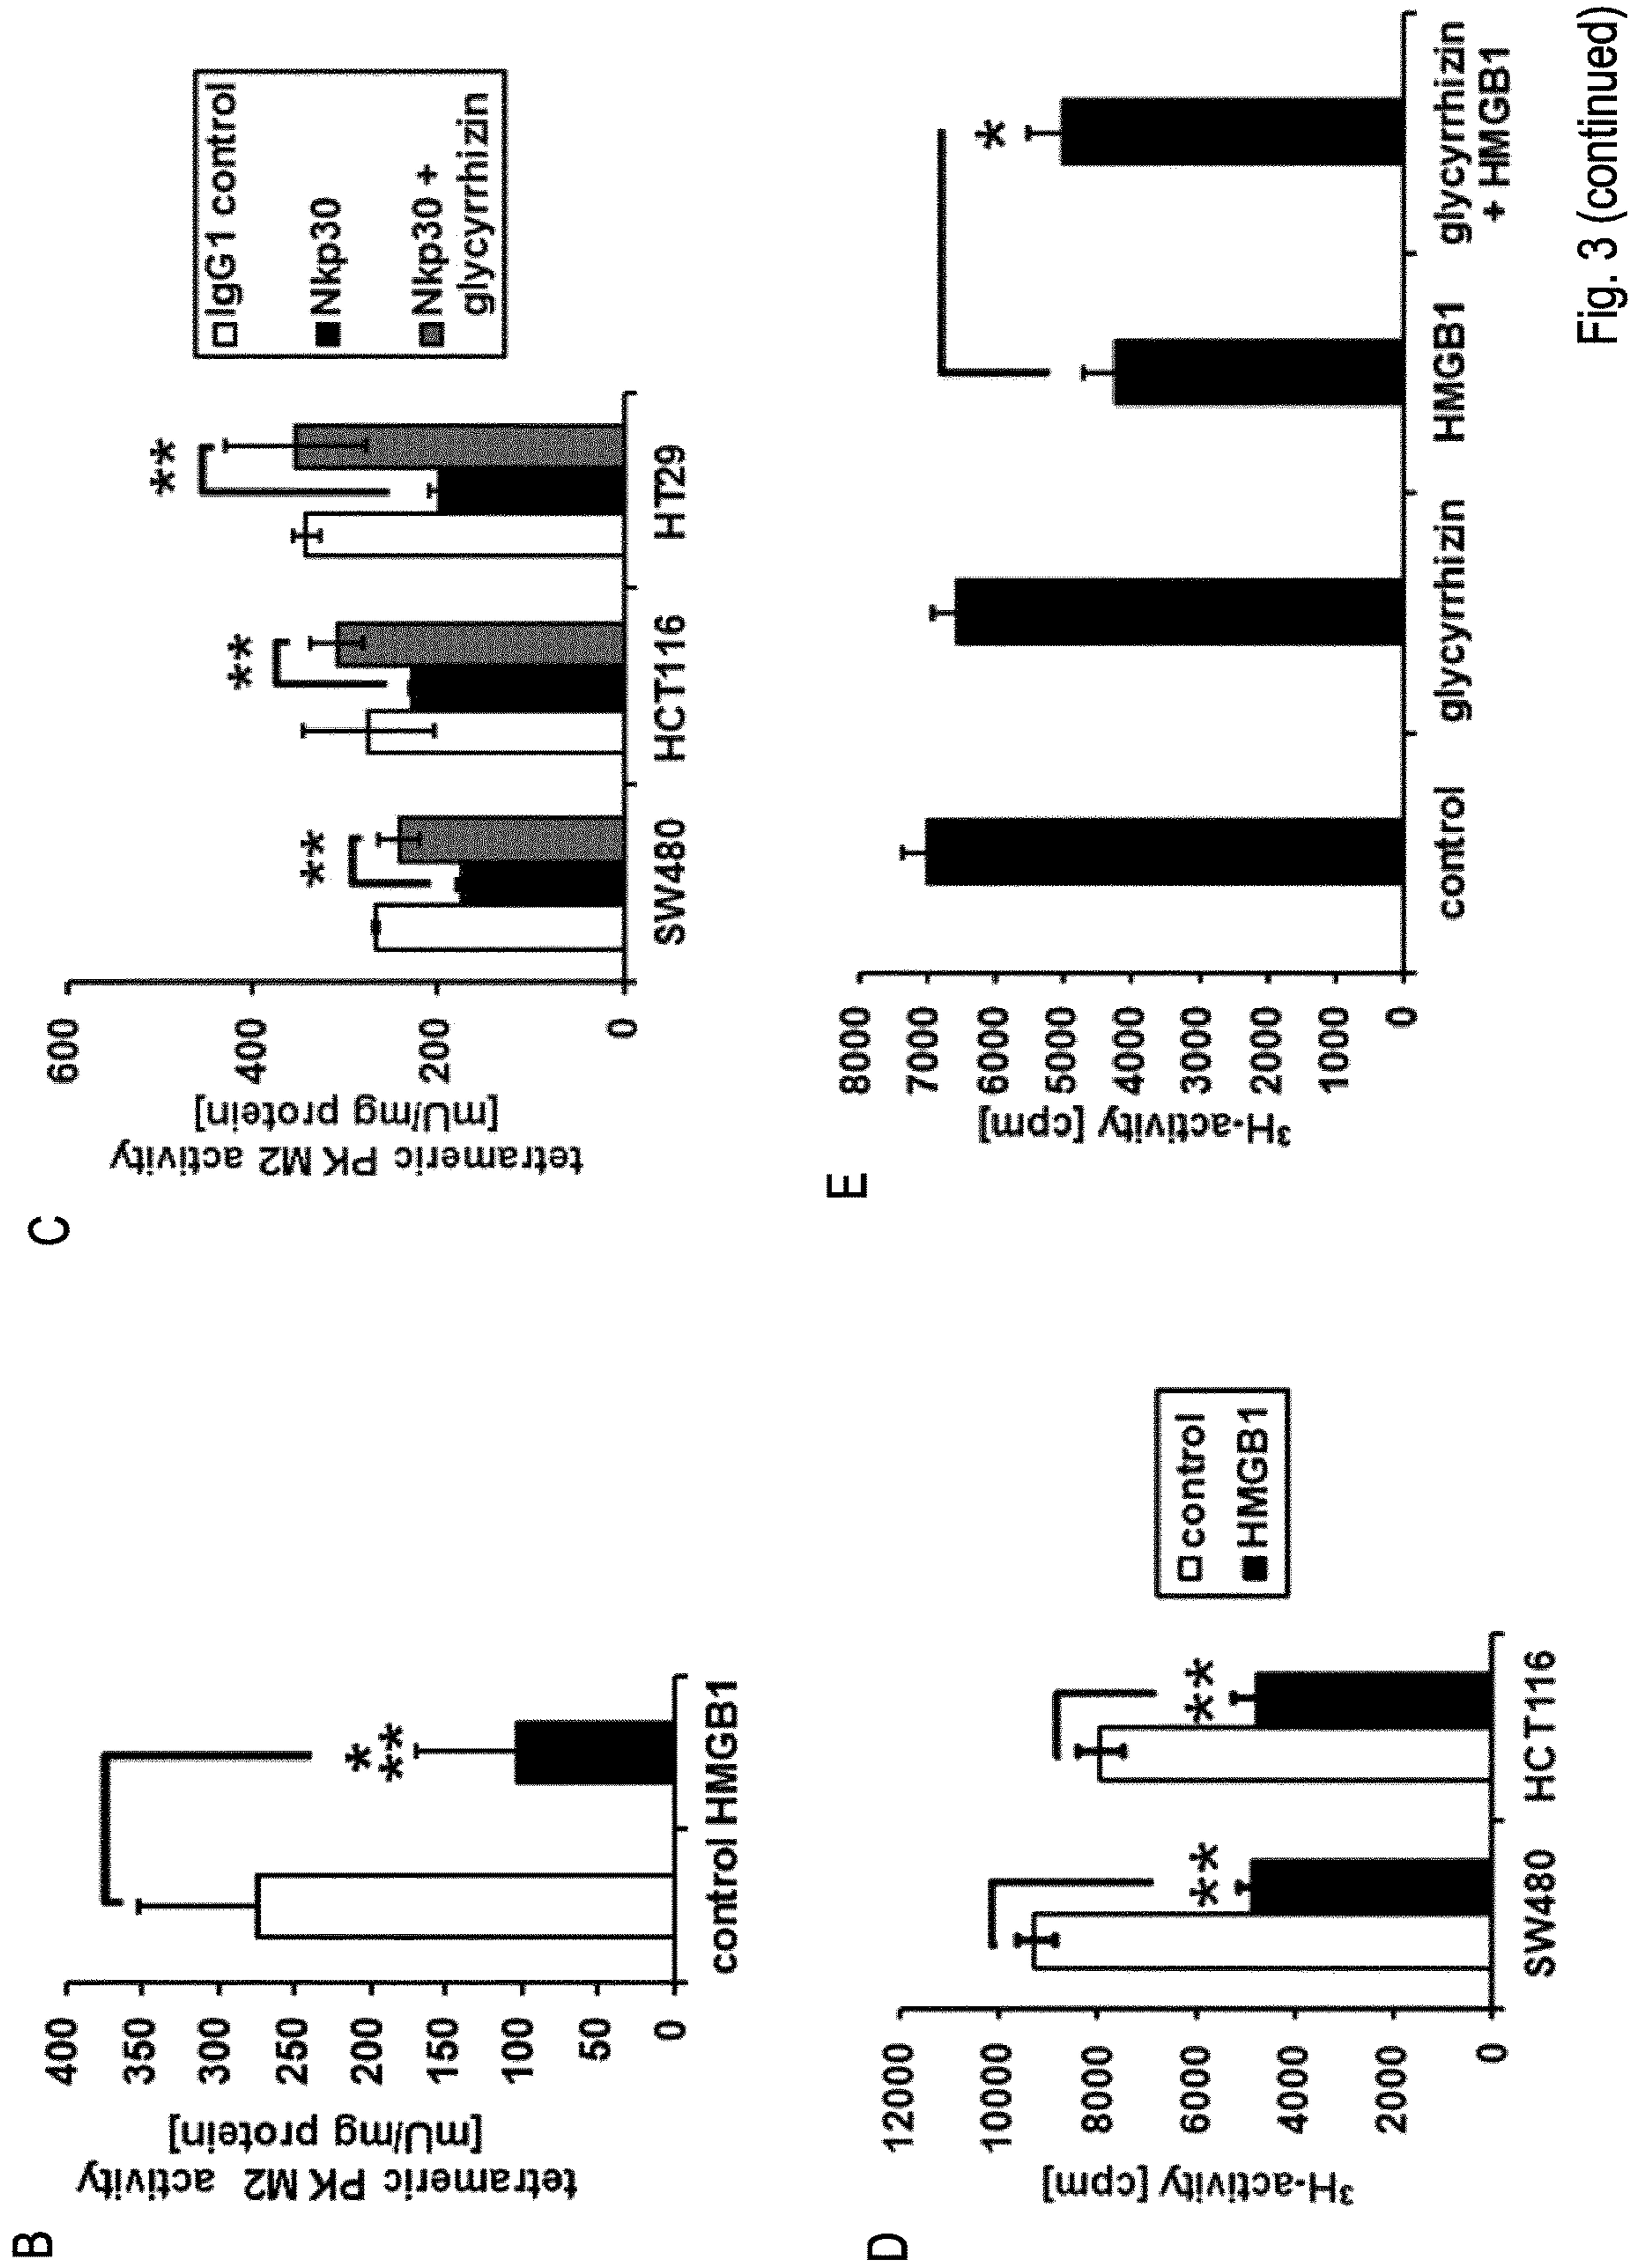 B
tetrameric PK M2 activity
[mU/mg protein]
400
350
300
250
200
150
100
50
0
*
**
control HMGB1
C
tetrameric PK M2 activity
[mU/mg protein]
600
400
200
0
**
**
**
SW480 HCT116 HT29
IgG1 control
Nkp30
Nkp30 +
glycyrrhizin
D
³H-activity [cpm]
12000
10000
8000
6000
4000
2000
0
**
**
SW480 HCT116
control
HMGB1
E
³H-activity [cpm]
8000
7000
6000
5000
4000
3000
2000
1000
0
*
control glycyrrhizin HMGB1 glycyrrhizin
+ HMGB1
Fig. 3 (continued)